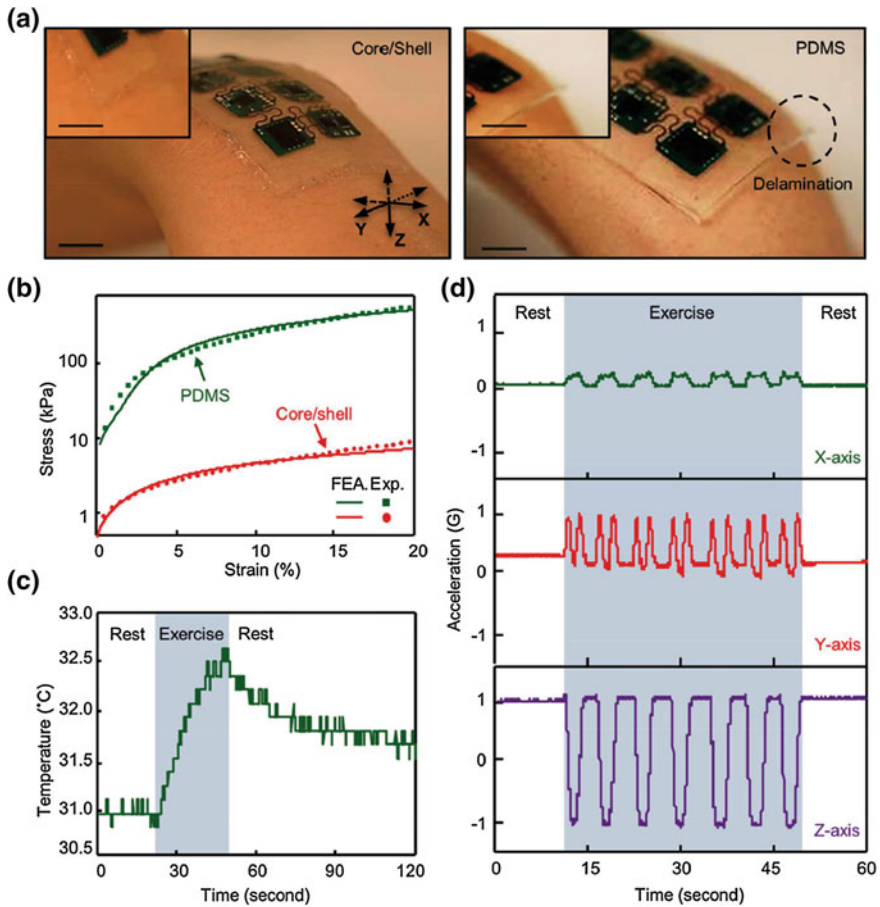 (a)
Core/Shell
X
Y
Z
PDMS
Delamination
(b)
Stress (kPa)
100
10
1
PDMS
Core/shell
FEA. Exp.
0 5 10 15 20
Strain (%)
(c)
Temperature (°C)
33.0
32.5
32.0
31.5
31.0
30.5
Rest Exercise Rest
0 30 60 90 120
Time (second)
(d)
Acceleration (G)
Rest Exercise Rest
1
0
-1
X-axis
1
0
-1
Y-axis
1
0
-1
Z-axis
0 15 30 45 60
Time (second)